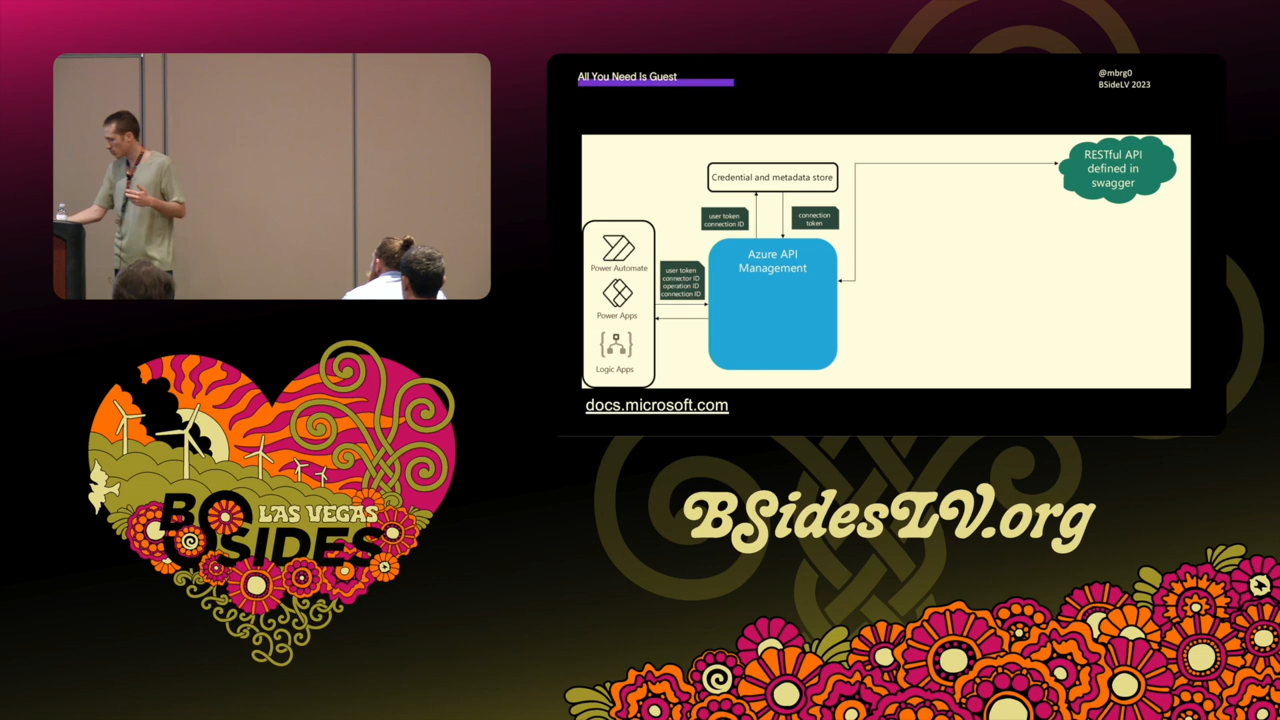 All You Need Is Guest
@mbrg0
BSideLV 2023
Credential and metadata store
RESTful API
defined in
swagger
user token
connection ID
connection
token
Azure API
Management
user token
connector ID
operation ID
connection ID
Power Automate
Power Apps
Logic Apps
docs.microsoft.com
BSidesLV.org
LAS VEGAS
BSIDES
23